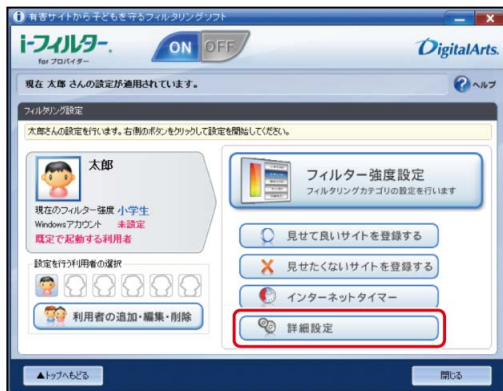 有害サイトから子どもを守るフィルタリングソフト
i-フィルター.
for プロバイダー
ON OFF
DigitalArts.
現在 太郎 さんの設定が適用されています。
ヘルプ
フィルタリング設定
太郎さんの設定を行います。右側のボタンをクリックして設定を開始してください。
太郎
現在のフィルター強度 小学生
Windowsアカウント 未設定
既定で起動する利用者
設定を行う利用者の選択
利用者の追加・編集・削除
フィルター強度設定
フィルタリングカテゴリの設定を行います
見せて良いサイトを登録する
見せたくないサイトを登録する
インターネットタイマー
詳細設定
▲トップへもどる
閉じる